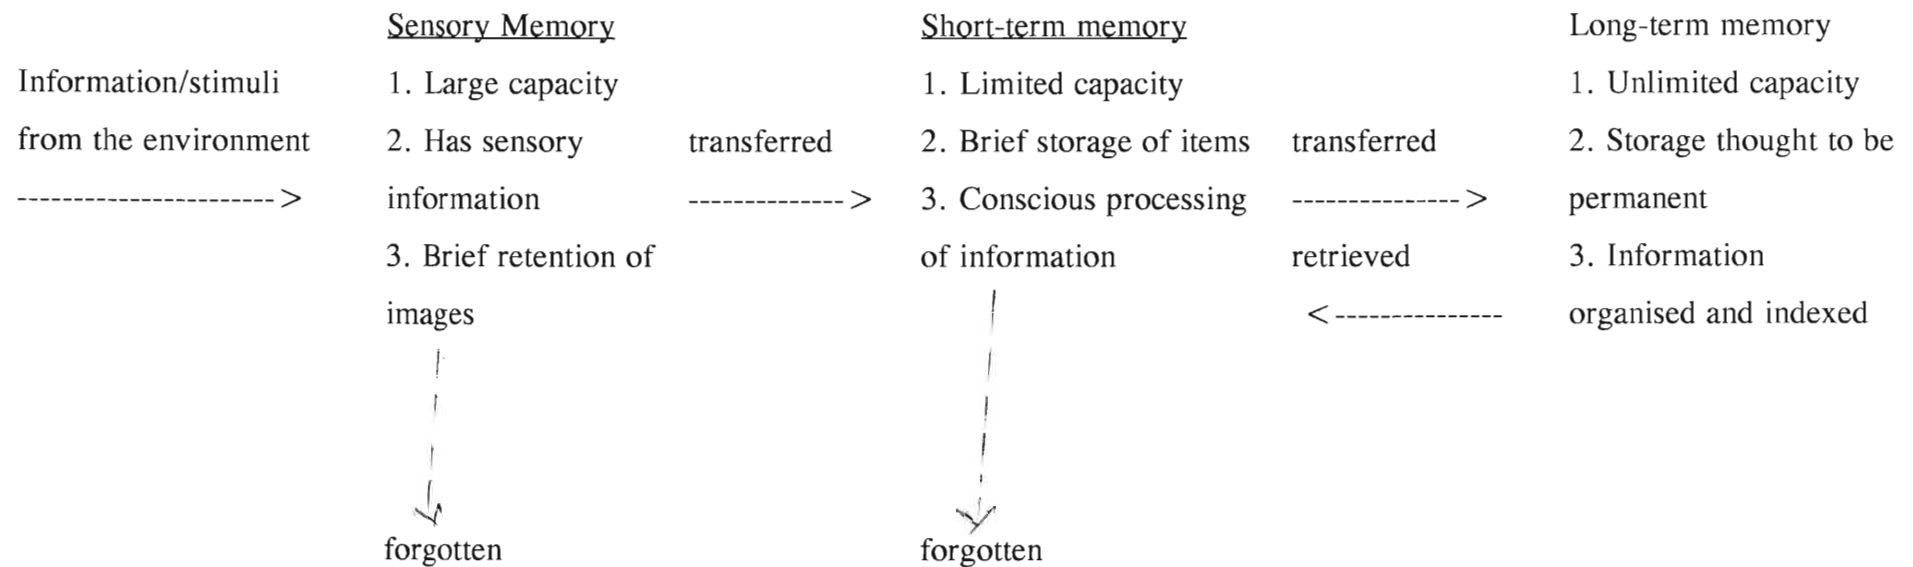 Sensory Memory Short-term memory Long-term memory
Information/stimuli 1. Large capacity 1. Limited capacity 1. Unlimited capacity
from the environment 2. Has sensory transferred 2. Brief storage of items transferred 2. Storage thought to be
----------------------> information --------------> 3. Conscious processing ---------------> permanent
3. Brief retention of of information retrieved 3. Information
images <--------------- organised and indexed
forgotten forgotten